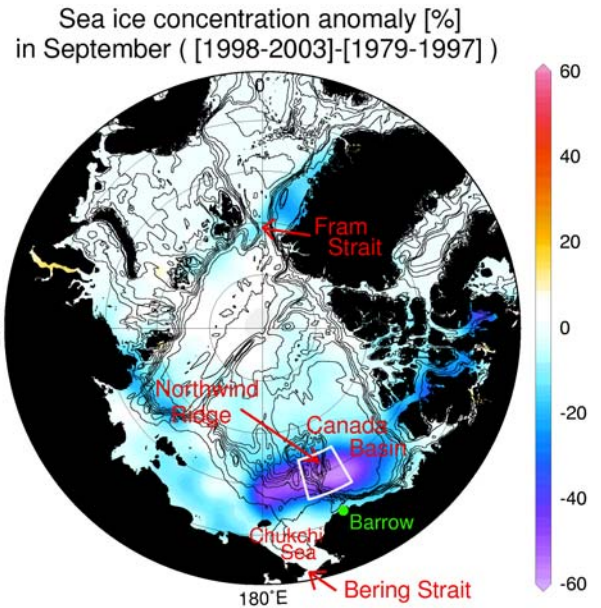 Sea ice concentration anomaly [%]
in September ( [1998-2003]-[1979-1997] )
0°
60
40
20
0
-20
-40
-60
Fram
Strait
Northwind
Ridge
Canada
Basin
Barrow
Chukchi
Sea
Bering Strait
180°E